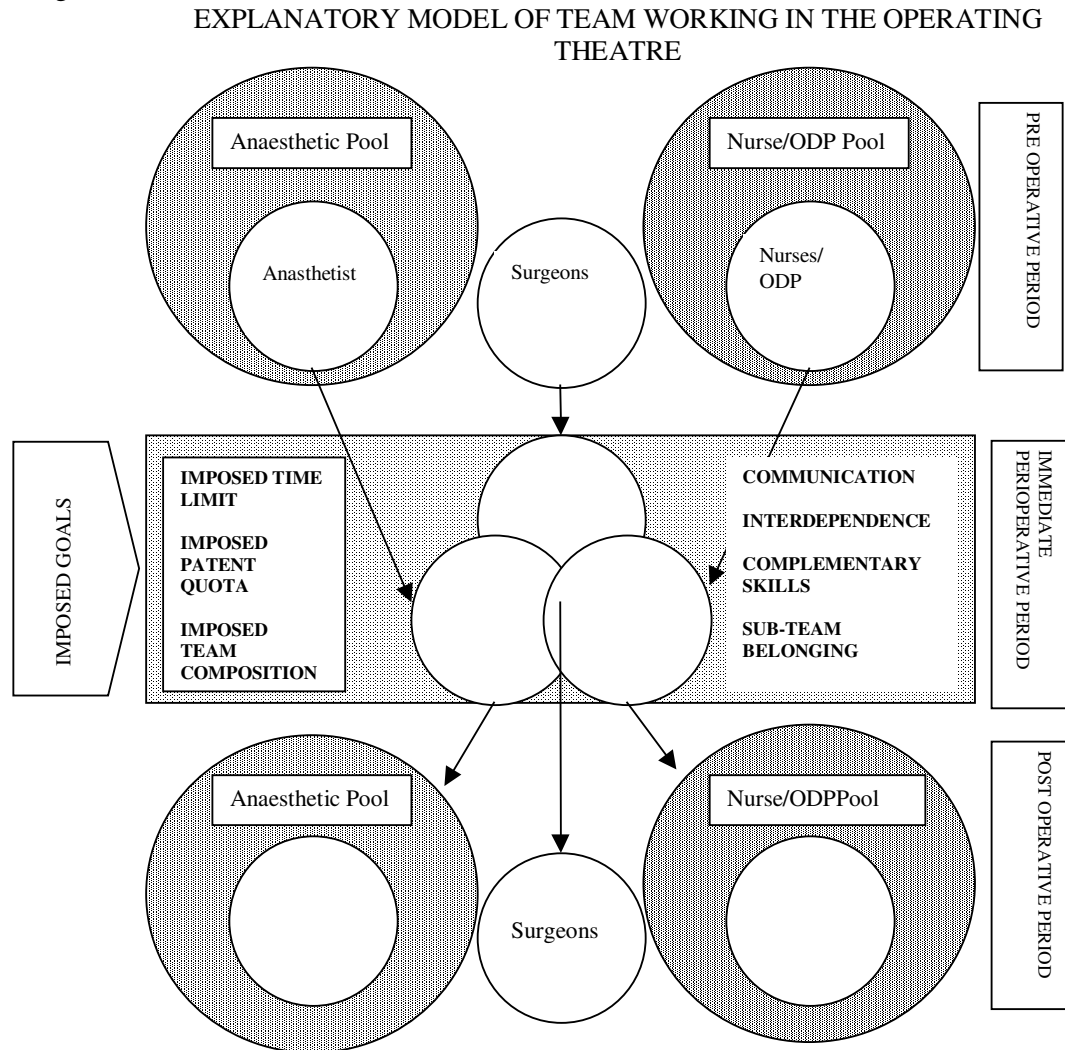 EXPLANATORY MODEL OF TEAM WORKING IN THE OPERATING
THEATRE
Anaesthetic Pool
Nurse/ODP Pool
PRE OPERATIVE PERIOD
Anasthetist
Surgeons
Nurses/
ODP
IMPOSED GOALS
IMPOSED TIME
LIMIT
IMPOSED
PATENT
QUOTA
IMPOSED
TEAM
COMPOSITION
COMMUNICATION
INTERDEPENDENCE
COMPLEMENTARY
SKILLS
SUB-TEAM
BELONGING
IMMEDIATE
PERIOPERATIVE PERIOD
Anaesthetic Pool
Nurse/ODPPool
Surgeons
POST OPERATIVE PERIOD